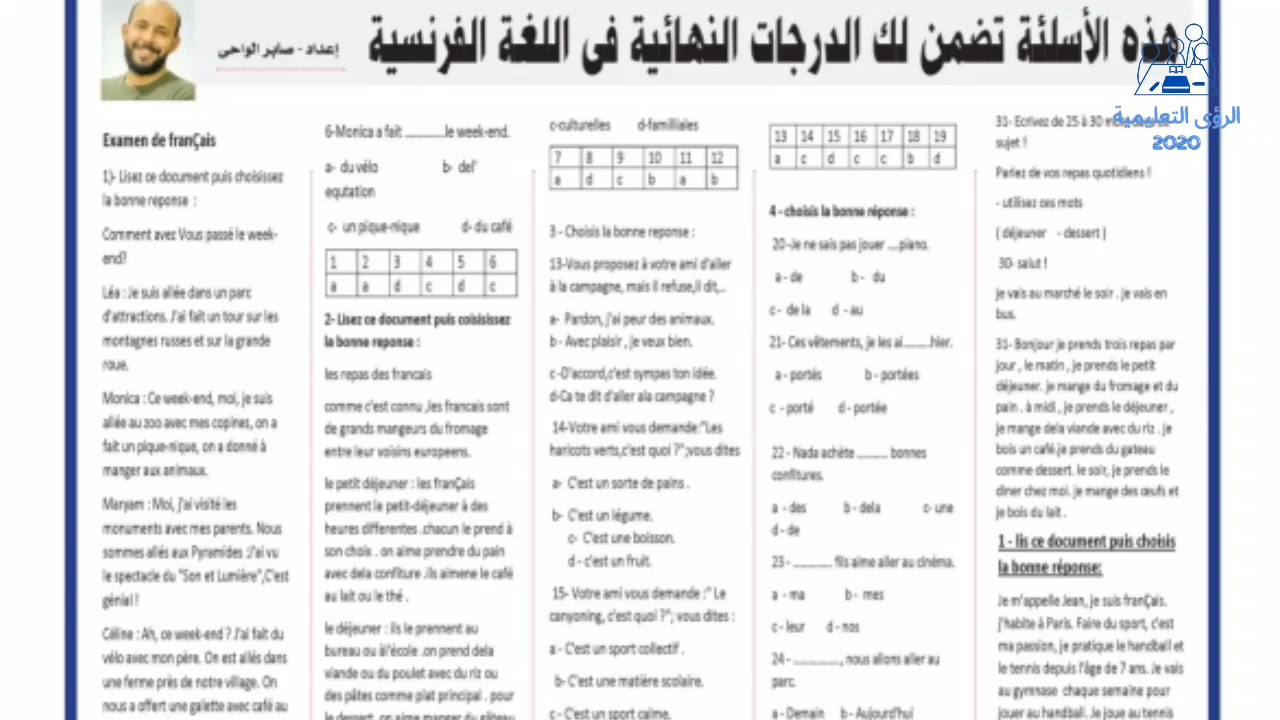 هذه الأسئلة تضمن لك الدرجات النهائية فى اللغة الفرنسية
إعداد - صابر الواحى
الرؤى التعليمية
2020
Examen de franÇais
1)- Lisez ce document puis choisissez
la bonne reponse :
Comment avez Vous passé le week-
end?
Léa : Je suis allée dans un parc
d'attractions. J'ai fait un tour sur les
montagnes russes et sur la grande
roue.
Monica : Ce week-end, moi, je suis
allée au zoo avec mes copines, on a
fait un pique-nique, on a donné à
manger aux animaux.
Maryam : Moi, j'ai visité les
monuments avec mes parents. Nous
sommes allés aux Pyramides :j'ai vu
le spectacle du "Son et Lumière",C'est
génial !
Céline : Ah, ce week-end ? J'ai fait du
vélo avec mon père. On est allés dans
une ferme près de notre village. On
nous a offert une galette avec café au
6-Monica a fait ..............le week-end.
a- du vélo b- del'
equtation
c- un pique-nique d- du café
1 2 3 4 5 6
a a d c d c
2- Lisez ce document puis coisisissez
la bonne reponse :
les repas des francais
comme c'est connu ,les francais sont
de grands mangeurs du fromage
entre leur voisins europeens.
le petit déjeuner : les franÇais
prennent le petit-déjeuner à des
heures differentes .chacun le prend à
son choix . on aime prendre du pain
avec dela confiture .ils aimene le café
au lait ou le thé .
le déjeuner : ils le prennent au
bureau ou àl'école .on prend dela
viande ou du poulet avec du riz ou
des pâtes comme plat principal . pour
le dessert, on aime manger du gâteau
c-culturelles d-familliales
7 8 9 10 11 12
a d c b a b
3 - Choisis la bonne reponse :
13-Vous proposez à votre ami d'aller
à la campagne, mais il refuse,il dit,..
a- Pardon, j'ai peur des animaux.
b - Avec plaisir , je veux bien.
c -D'accord,c'est sympas ton idée.
d-Ca te dit d'aller ala campagne ?
14-Votre ami vous demande:"Les
haricots verts,c'est quoi ?";vous dites
a- C'est un sorte de pains .
b- C'est un légume.
c- C'est une boisson.
d - c'est un fruit.
15- Votre ami vous demande :" Le
canyoning, c'est quoi ?"; vous dites :
a - C'est un sport collectif .
b- C'est une matière scolaire.
c - C'est un sport calme.
13 14 15 16 17 18 19
a c d c c b d
4 - choisis la bonne réponse :
20 -Je ne sais pas jouer ....piano.
a - de b - du
c - de la d - au
21- Ces vêtements, je les ai.........hier.
a - portés b - portées
c - porté d - portée
22 - Nada achète .......... bonnes
confitures.
a - des b - dela c- une
d - de
23 - ............. fils aime aller au cinéma.
a - ma b - mes
c - leur d - nos
24 - ..............., nous allons aller au
parc.
a - Demain b - Aujourd'hui
31- Ecrivez de 25 à 30
sujet !
Parlez de vos repas quotidiens !
- utilisez ces mots
( déjeuner - dessert )
30- salut !
je vais au marché le soir . je vais en
bus.
31- Bonjour je prends trois repas par
jour , le matin , je prends le petit
déjeuner. je mange du fromage et du
pain . à midi , je prends le déjeuner ,
je mange dela viande avec du riz . je
bois un café.je prends du gateau
comme dessert. le soir, je prends le
diner chez moi. je mange des œufs et
je bois du lait .
1 - lis ce document puis choisis
la bonne réponse:
Je m'appelle Jean, je suis franÇais.
j'habite à Paris. Faire du sport, c'est
ma passion, je pratique le handball et
le tennis depuis l'âge de 7 ans. Je vais
au gymnase chaque semaine pour
jouer au handball. Je joue au tennis